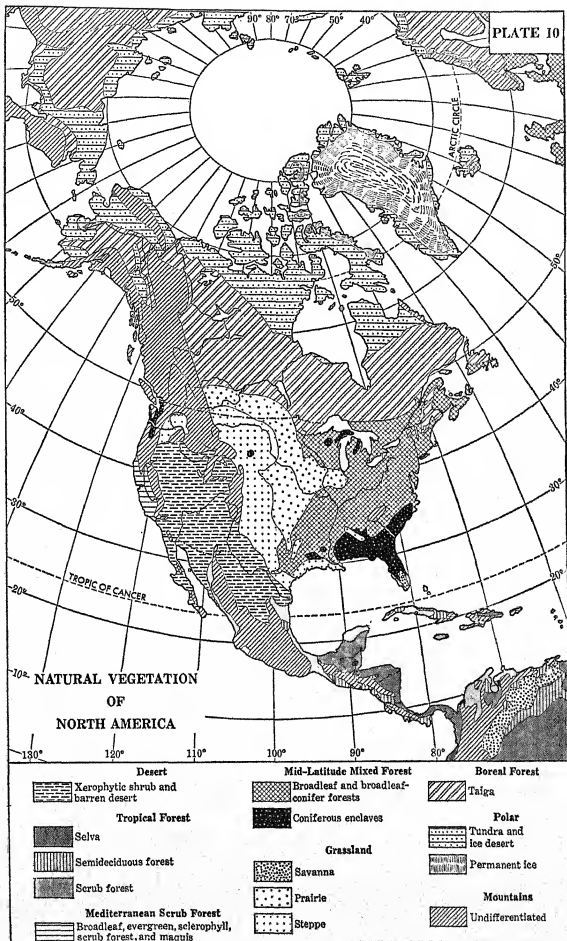 90° 80° 70° 50° 40°
PLATE 10
ARCTIC CIRCLE
50°
50°
40°
40°
30°
30°
TROPIC OF CANCER
20°
20°
10°
NATURAL VEGETATION
OF
NORTH AMERICA
130° 110° 100° 90° 80°
Desert
Xerophytic shrub and
barren desert
Tropical Forest
Selva
Semideciduous forest
Scrub forest
Mediterranean Scrub Forest
Broadleaf, evergreen, sclerophyll,
scrub forest, and maquis
Mid-Latitude Mixed Forest
Broadleaf and broadleaf-
conifer forests
Coniferous enclaves
Grassland
Savanna
Prairie
Steppe
Boreal Forest
Taiga
Polar
Tundra and
ice desert
Permanent ice
Mountains
Undifferentiated